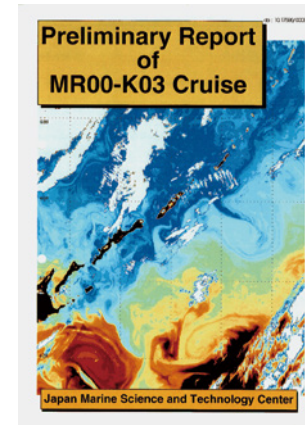 Preliminary Report
of
MR00-K03 Cruise
Japan Marine Science and Technology Center